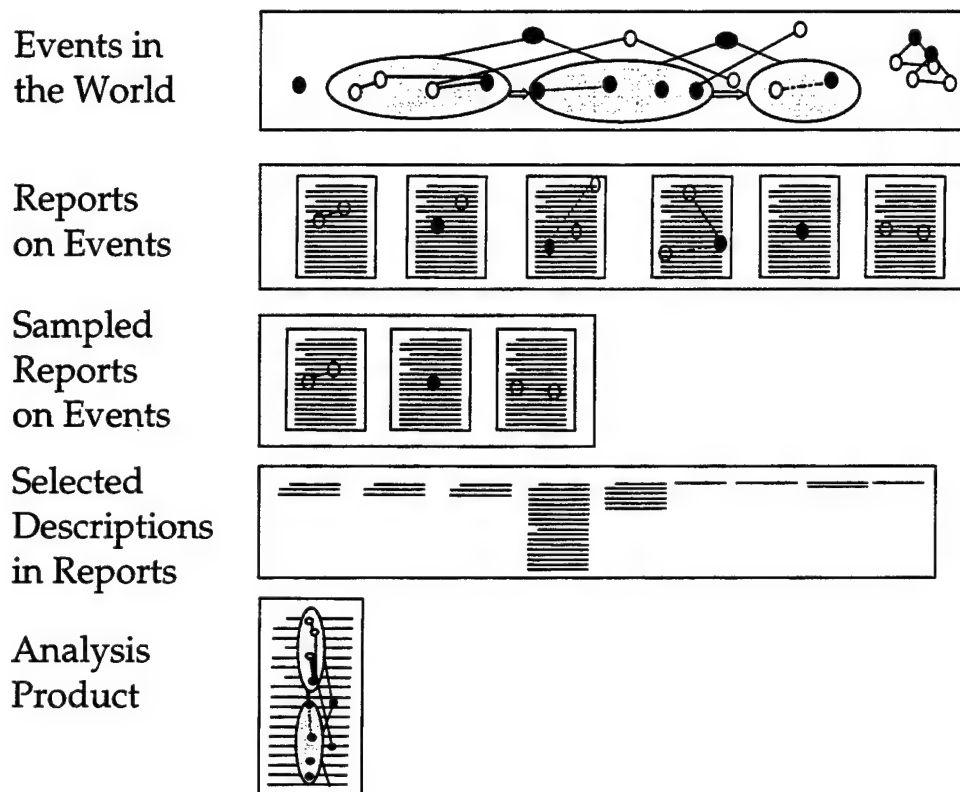 Events in
the World
Reports
on Events
Sampled
Reports
on Events
Selected
Descriptions
in Reports
Analysis
Product